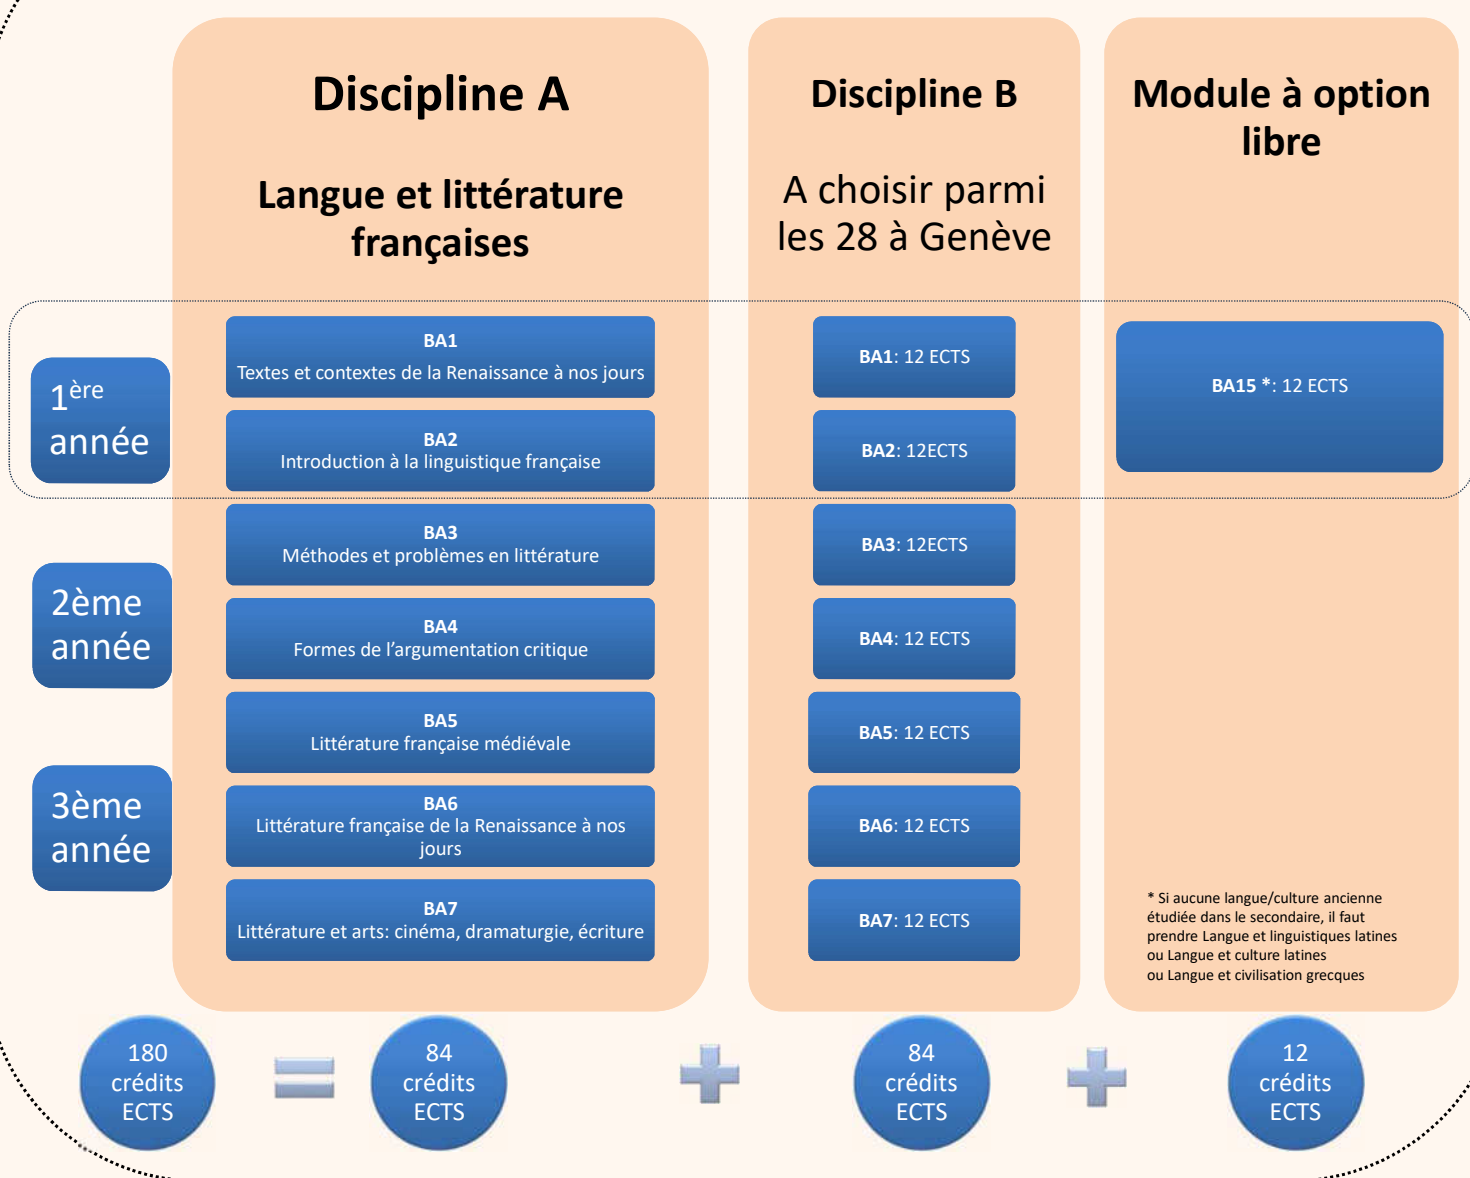 Discipline A
Langue et littérature
françaises
Discipline B
A choisir parmi
les 28 à Genève
Module à option
libre
1ère
année
BA1
Textes et contextes de la Renaissance à nos jours
BA1: 12 ECTS
BA15 *: 12 ECTS
BA2
Introduction à la linguistique française
BA2: 12ECTS
2ème
année
BA3
Méthodes et problèmes en littérature
BA3: 12ECTS
BA4
Formes de l’argumentation critique
BA4: 12 ECTS
3ème
année
BA5
Littérature française médiévale
BA5: 12 ECTS
BA6
Littérature française de la Renaissance à nos
jours
BA6: 12 ECTS
BA7
Littérature et arts: cinéma, dramaturgie, écriture
BA7: 12 ECTS
* Si aucune langue/culture ancienne
étudiée dans le secondaire, il faut
prendre Langue et linguistiques latines
ou Langue et culture latines
ou Langue et civilisation grecques
180
crédits
ECTS
=
84
crédits
ECTS
+
84
crédits
ECTS
+
12
crédits
ECTS